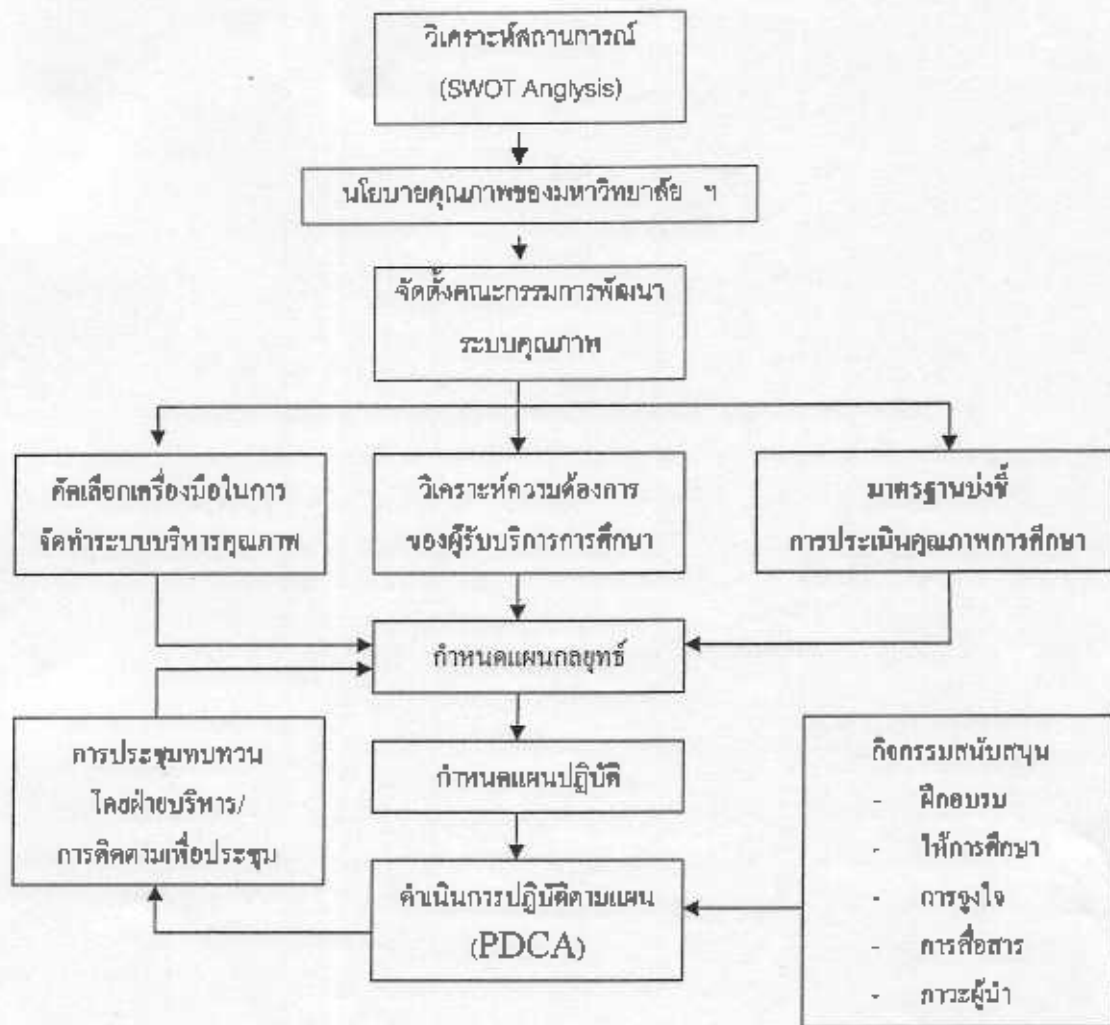 วิเคราะห์สถานการณ์
(SWOT Anglysis)
นโยบายคุณภาพของมหาวิทยาลัย ฯ
จัดตั้งคณะกรรมการพัฒนา
ระบบคุณภาพ
คัดเลือกเครื่องมือในการ
จัดทำระบบบริหารคุณภาพ
วิเคราะห์ความต้องการ
ของผู้รับบริการการศึกษา
มาตรฐานบ่งชี้
การประเมินคุณภาพการศึกษา
กำหนดแผนกลยุทธ์
การประชุมทบทวน
โดยฝ่ายบริหาร/
การติดตามเพื่อประชุม
กำหนดแผนปฏิบัติ
ดำเนินการปฏิบัติตามแผน
(PDCA)
กิจกรรมสนับสนุน
- ฝึกอบรม
- ให้การศึกษา
- การจูงใจ
- การสื่อสาร
- ภาวะผู้นำ